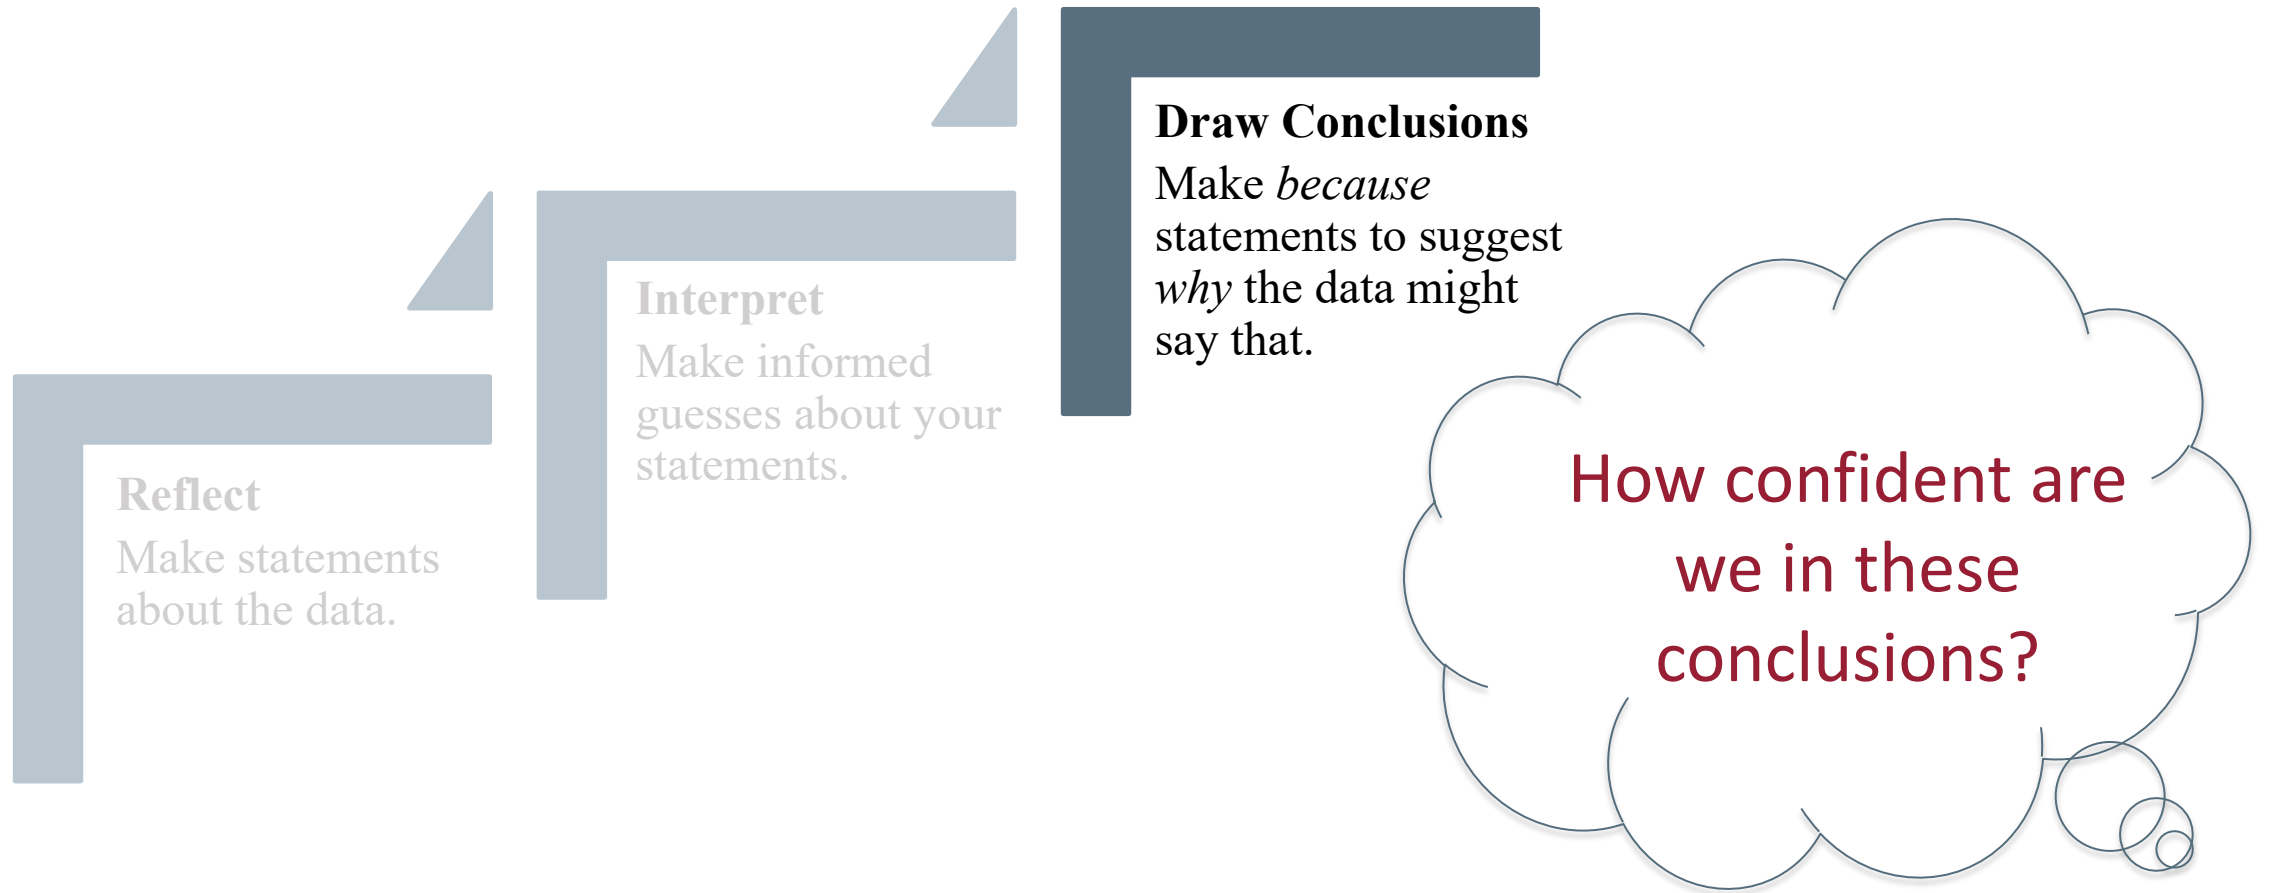 Reflect
Make statements
about the data.
Interpret
Make informed
guesses about your
statements.
Draw Conclusions
Make because
statements to suggest
why the data might
say that.
How confident are
we in these
conclusions?